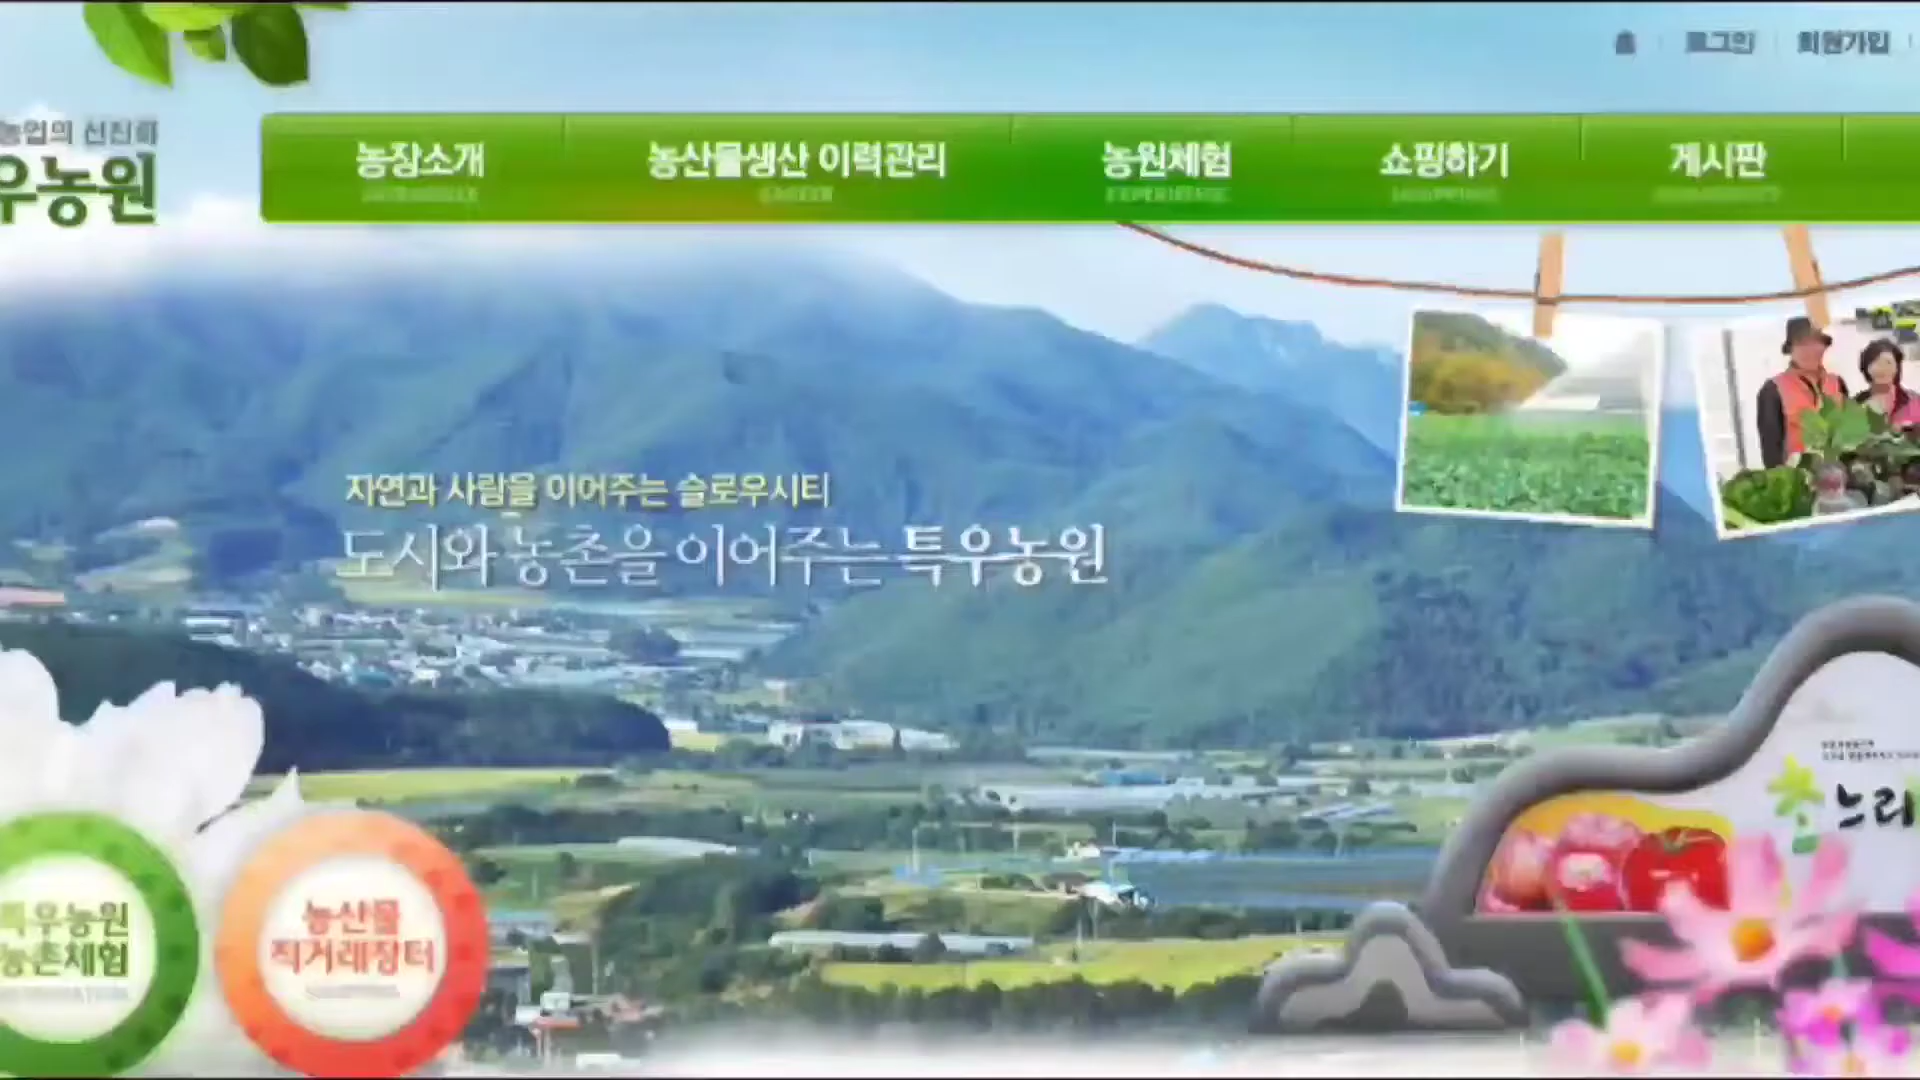 로그인 회원가입
농업의 선진화
우농원
농장소개 농산물생산 이력관리 농원체험 쇼핑하기 게시판
EXPERIENCE
자연과 사람을 이어주는 슬로우시티
도시와 농촌을 이어주는 특우농원
느리
특우농원
농촌체험
농산물
직거래장터